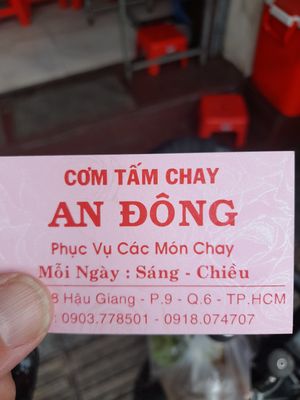 CƠM TẤM CHAY
AN ĐÔNG
Phục Vụ Các Món Chay
Mỗi Ngày : Sáng - Chiều
8 Hậu Giang - P.9 - Q.6 - TP.HCM
: 0903.778501 - 0918.074707